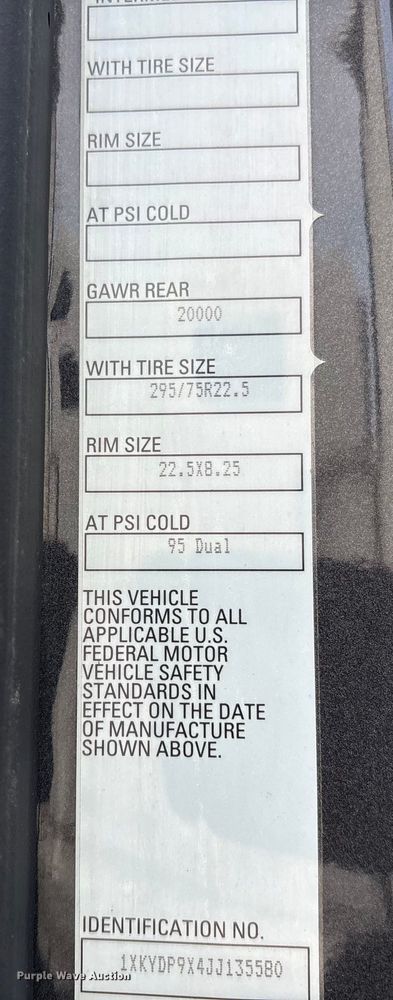 WITH TIRE SIZE
RIM SIZE
AT PSI COLD
GAWR REAR
20000
WITH TIRE SIZE
295/75R22.5
RIM SIZE
22.5X8.25
AT PSI COLD
95 Dual
THIS VEHICLE
CONFORMS TO ALL
APPLICABLE U.S.
FEDERAL MOTOR
VEHICLE SAFETY
STANDARDS IN
EFFECT ON THE DATE
OF MANUFACTURE
SHOWN ABOVE.
IDENTIFICATION NO.
1XKYDP9X4JJ135580
Purple Wave Auction